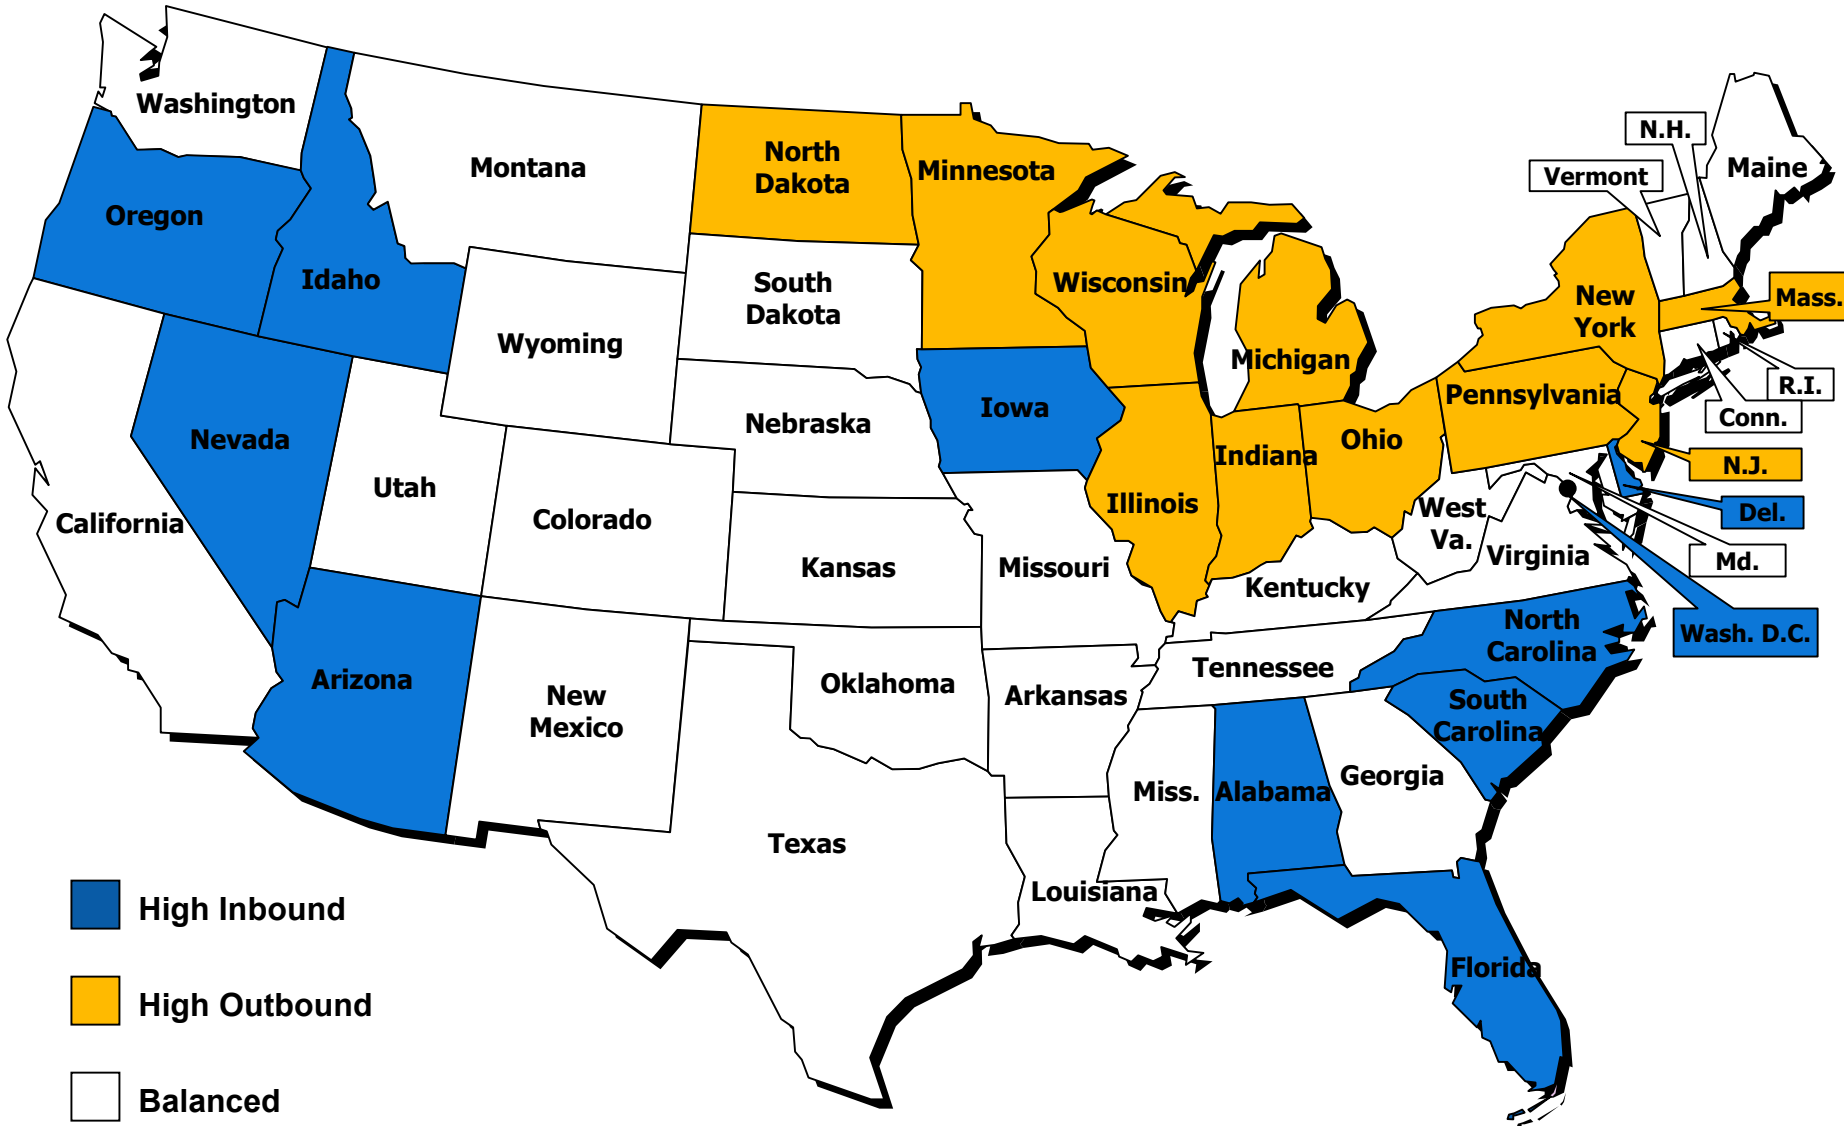 Washington
Montana
North
Dakota
Minnesota
N.H.
Vermont
Maine
Oregon
Idaho
Wyoming
South
Dakota
Wisconsin
Michigan
New
York
Mass.
R.I.
Conn.
Pennsylvania
N.J.
Del.
Md.
Wash. D.C.
Nevada
Utah
California
Colorado
Nebraska
Iowa
Illinois
Indiana
Ohio
West
Va.
Virginia
Kansas
Missouri
Kentucky
North
Carolina
Tennessee
South
Carolina
Arizona
New
Mexico
Oklahoma
Arkansas
Texas
Louisiana
Miss.
Alabama
Georgia
Florida
High Inbound
High Outbound
Balanced